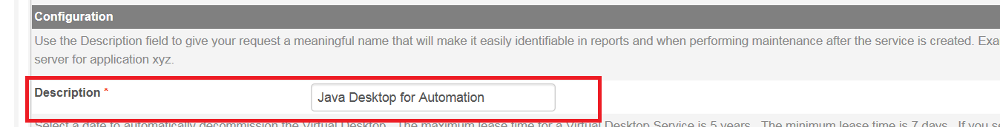 Configuration
Use the Description field to give your request a meaningful name that will make it easily identifiable in reports and when performing maintenance after the service is created. Exa
server for application xyz.
Description *
Java Desktop for Automation
Select a date to automatically decommission the Virtual Desktop. The maximum lease time for a Virtual Desktop Service is 5 years. The minimum lease time is 7 days. If you se